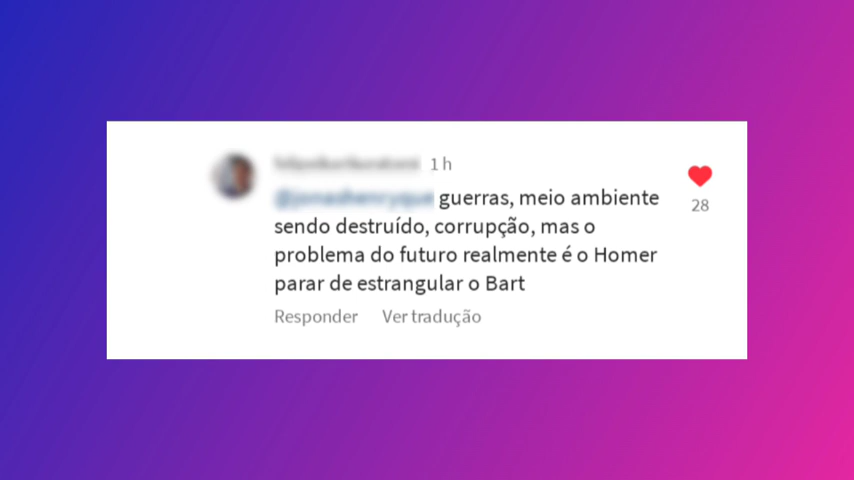 1 h
guerras, meio ambiente
sendo destruído, corrupção, mas o
problema do futuro realmente é o Homer
parar de estrangular o Bart
28
Responder Ver tradução